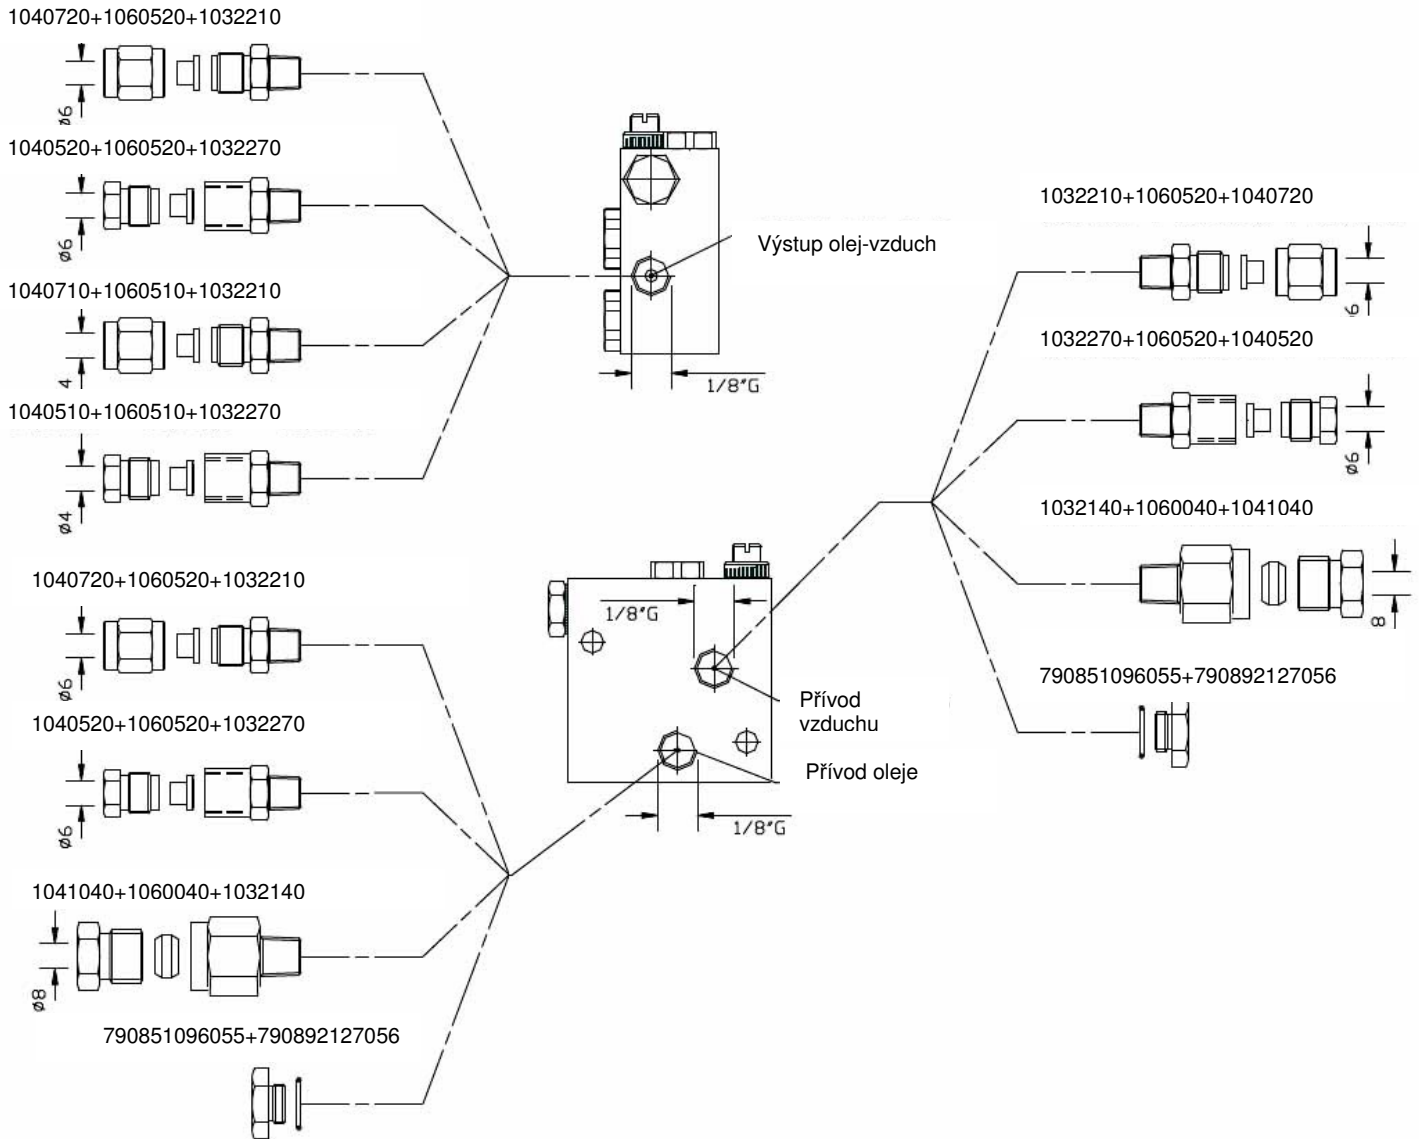 1040720+1060520+1032210
ø6
1040520+1060520+1032270
ø6
1040710+1060510+1032210
4
1040510+1060510+1032270
ø4
Výstup olej-vzduch
1/8"G
1032210+1060520+1040720
6
1032270+1060520+1040520
ø6
1032140+1060040+1041040
8
790851096055+790892127056
1/8"G
Přívod
vzduchu
Přívod oleje
1/8"G
1040720+1060520+1032210
ø6
1040520+1060520+1032270
ø6
1041040+1060040+1032140
ø8
790851096055+790892127056